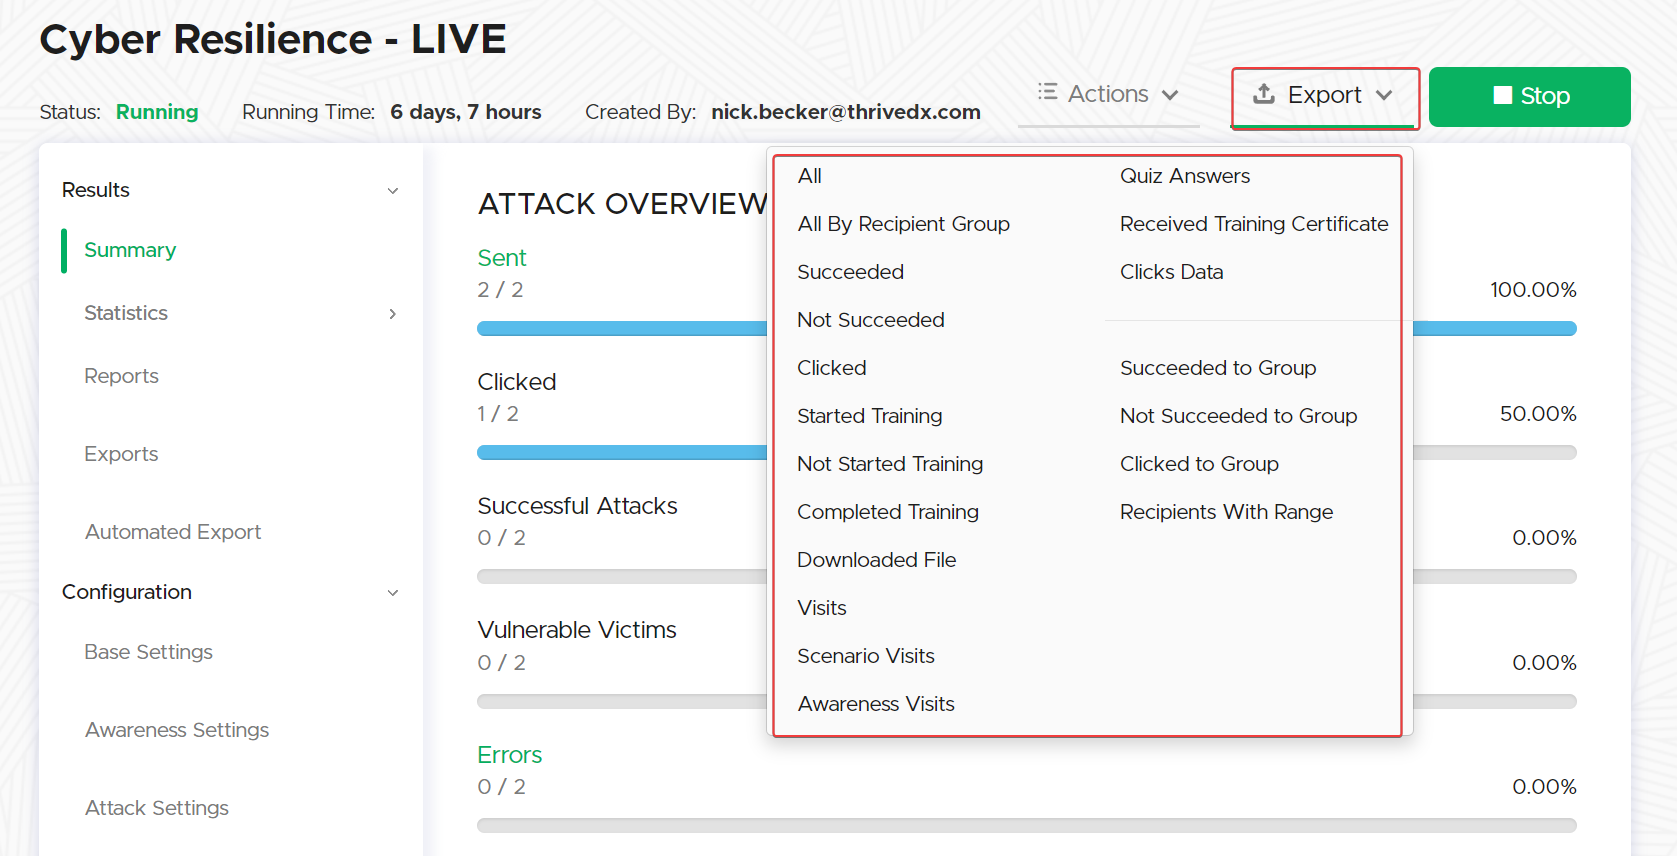 Cyber Resilience - LIVE
Status: Running Running Time: 6 days, 7 hours Created By: nick.becker@thrivedx.com
Actions
Export
Stop
Results
Summary
Statistics
Reports
Exports
Automated Export
Configuration
Base Settings
Awareness Settings
Attack Settings
ATTACK OVERVIEW
Sent
2 / 2
100.00%
Clicked
1 / 2
50.00%
Successful Attacks
0 / 2
0.00%
Vulnerable Victims
0 / 2
0.00%
Errors
0 / 2
0.00%
All
All By Recipient Group
Succeeded
Not Succeeded
Clicked
Started Training
Not Started Training
Completed Training
Downloaded File
Visits
Scenario Visits
Awareness Visits
Quiz Answers
Received Training Certificate
Clicks Data
Succeeded to Group
Not Succeeded to Group
Clicked to Group
Recipients With Range